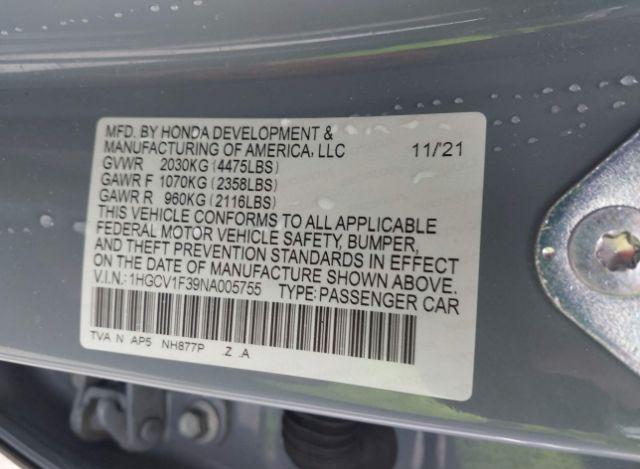 MFD. BY HONDA DEVELOPMENT &
MANUFACTURING OF AMERICA, LLC 11/'21
GVWR 2030KG (4475LBS)
GAWR F 1070KG (2358LBS)
GAWR R 960KG (2116LBS)
THIS VEHICLE CONFORMS TO ALL APPLICABLE
FEDERAL MOTOR VEHICLE SAFETY, BUMPER,
AND THEFT PREVENTION STANDARDS IN EFFECT
ON THE DATE OF MANUFACTURE SHOWN ABOVE.
V.I.N.: 1HGCV1F39NA005755 TYPE: PASSENGER CAR
TVA N AP5 NH877P .Z .A